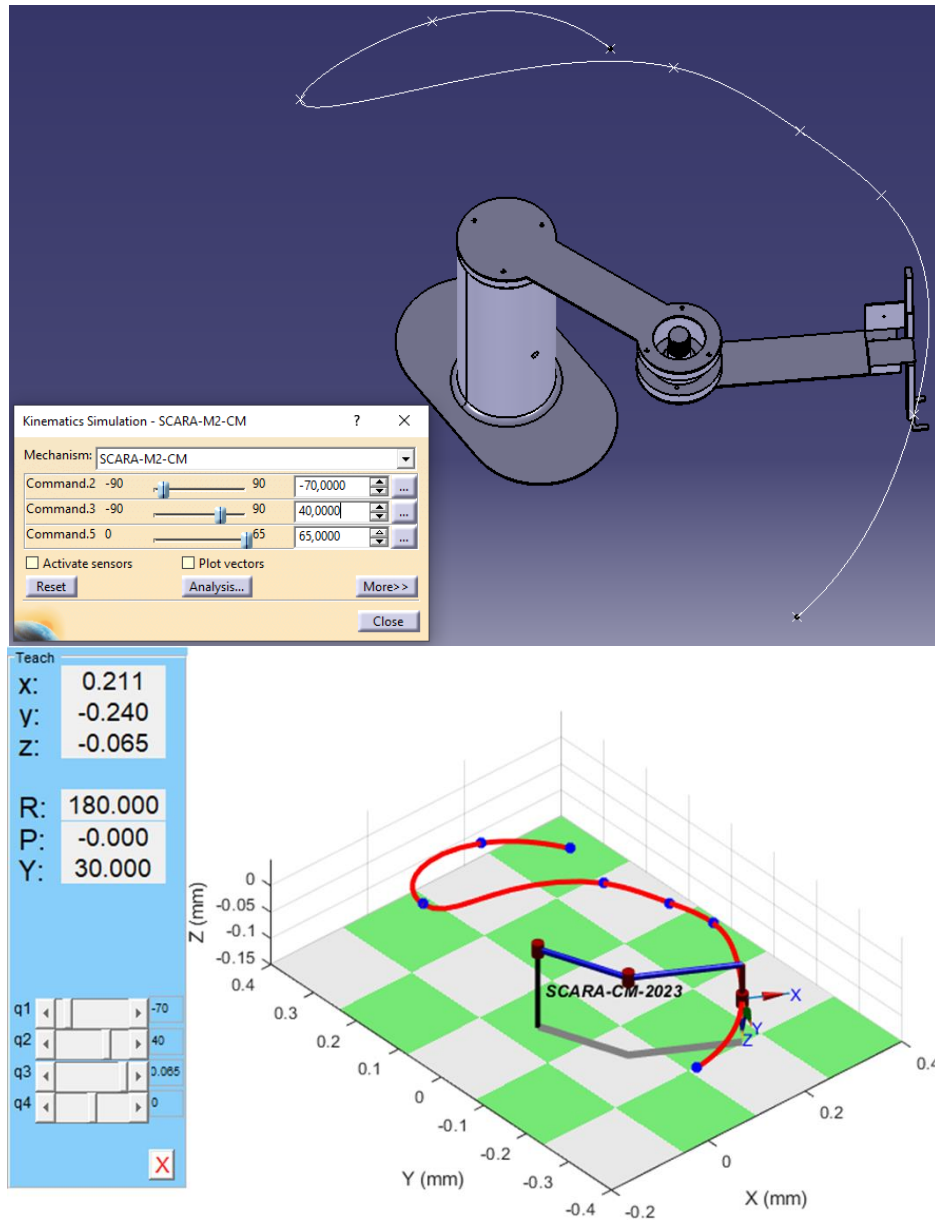 Kinematics Simulation - SCARA-M2-CM ? ×
Mechanism: SCARA-M2-CM
Command.2 -90 90 -70,0000 ...
Command.3 -90 90 40,0000 ...
Command.5 0 65 65,0000 ...
Activate sensors Plot vectors
Reset Analysis... More>>
Close
Teach
x: 0.211
y: -0.240
z: -0.065
R: 180.000
P: -0.000
Y: 30.000
q1 -70
q2 40
q3 0.065
q4 0
X
Z (mm)
0
-0.05
-0.1
-0.15
0.4
0.3
0.2
0.1
0
-0.1
-0.2
-0.3
-0.4
Y (mm)
SCARA-CM-2023
X
Y
Z
-0.2
0
0.2
0.4
X (mm)